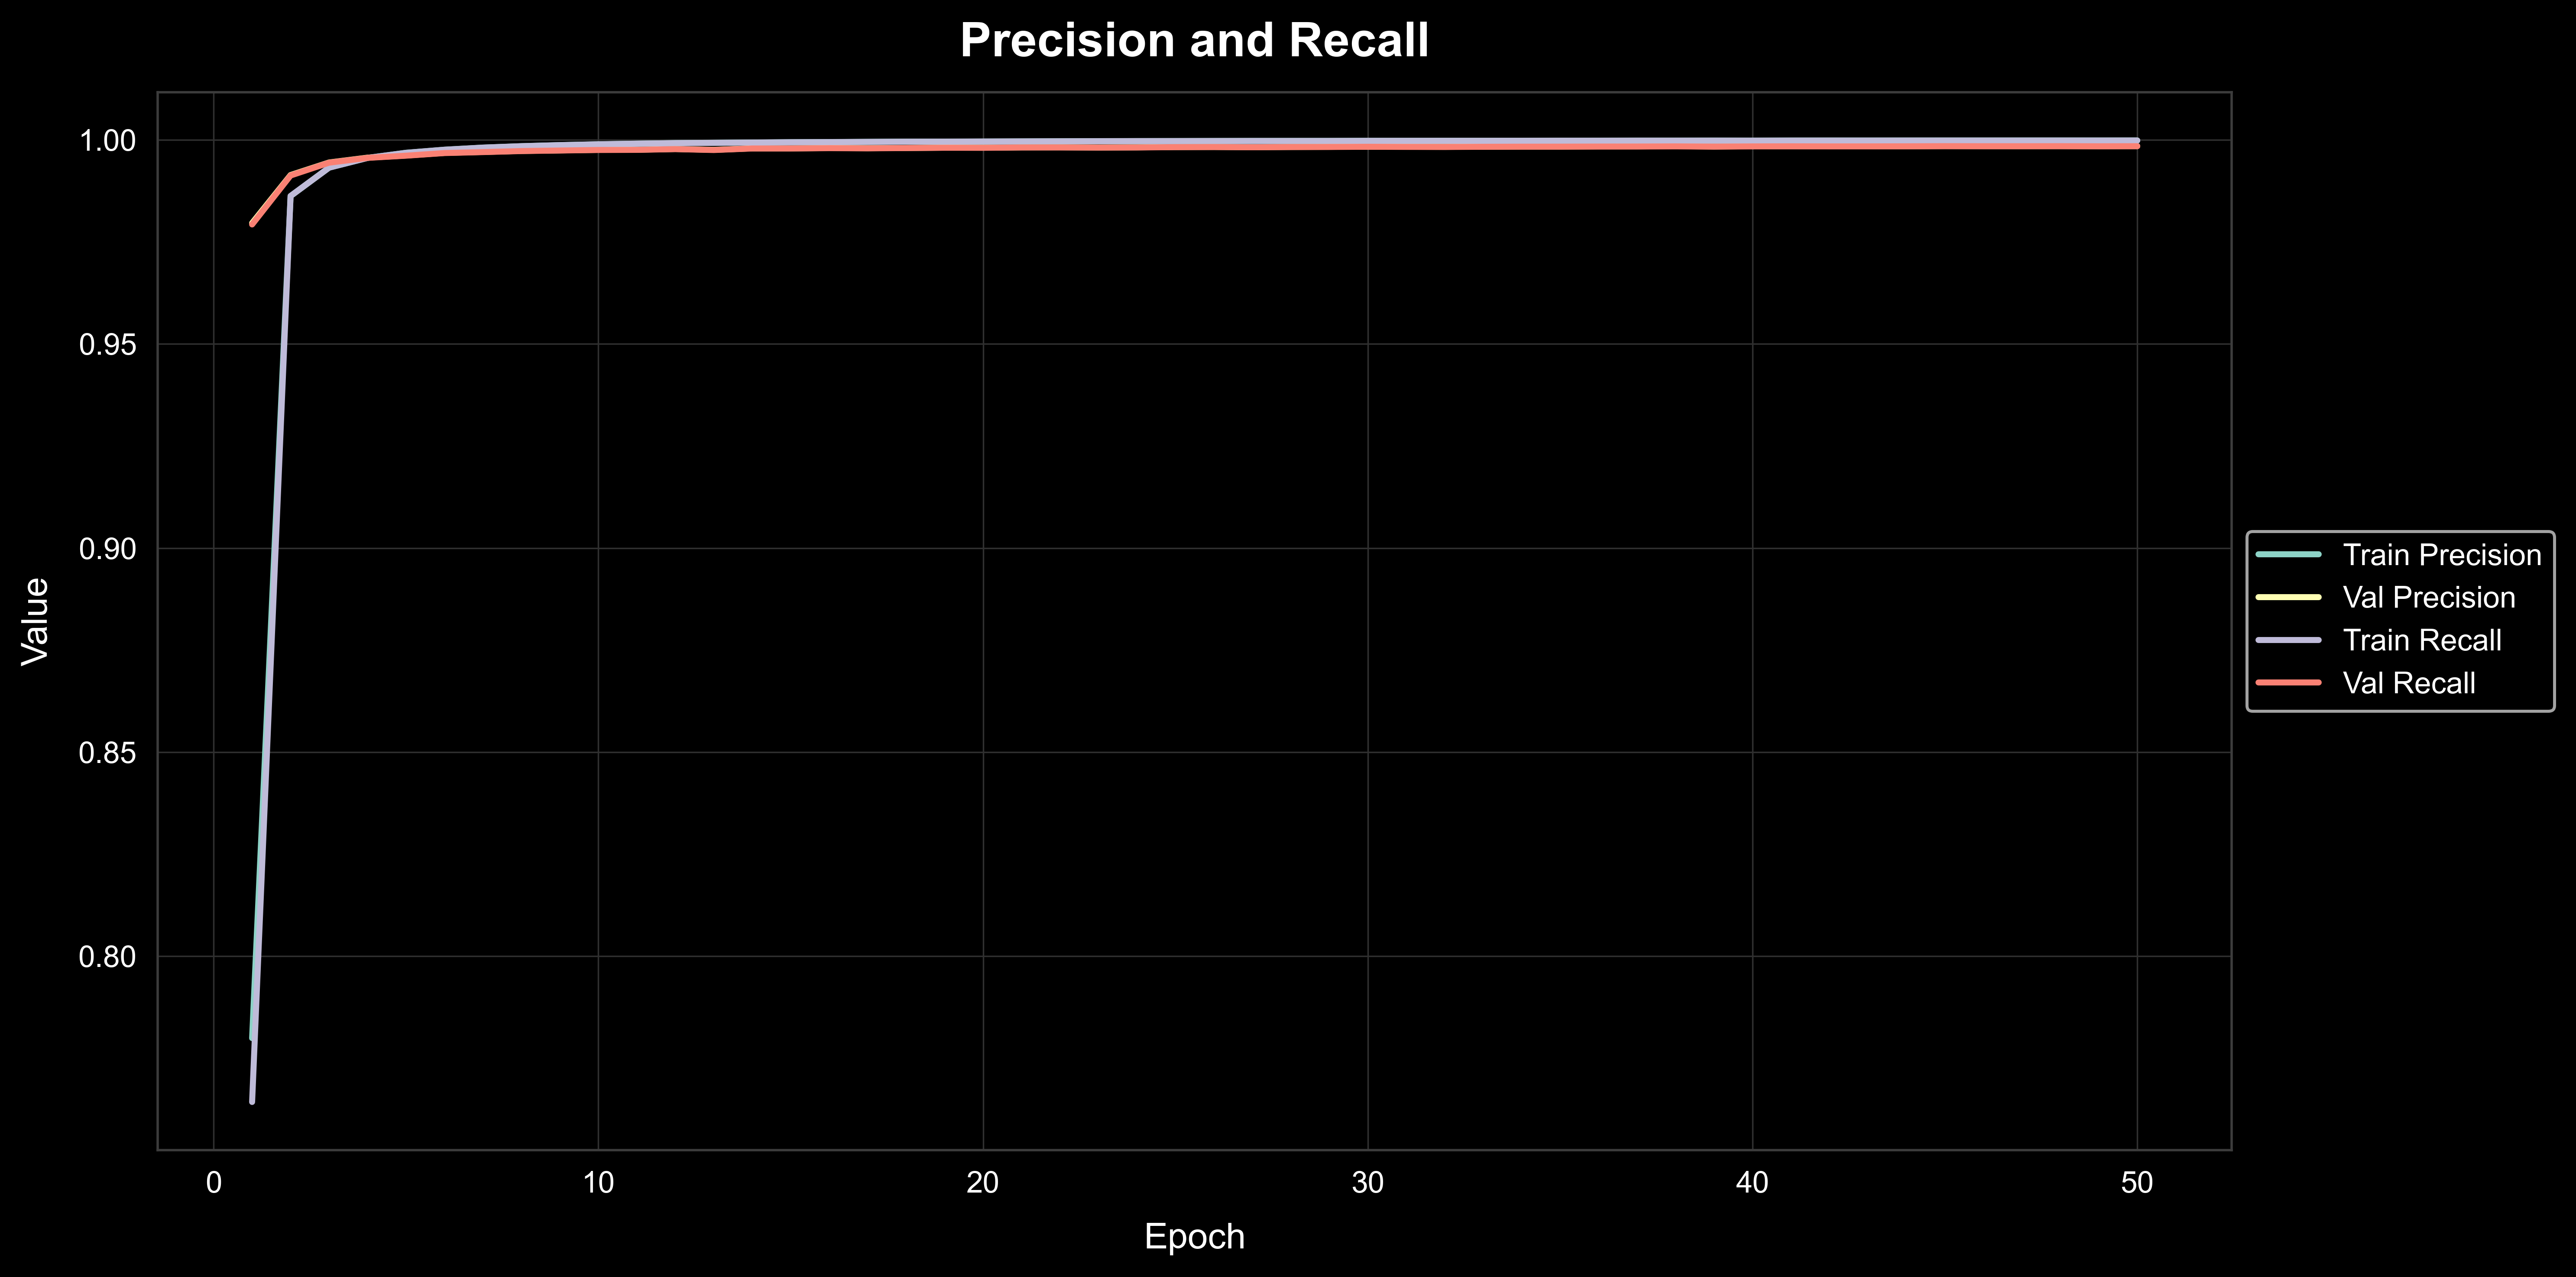 Precision and Recall
1.00
0.95
0.90
0.85
0.80
Value
0
10
20
30
40
50
Epoch
Train Precision
Val Precision
Train Recall
Val Recall